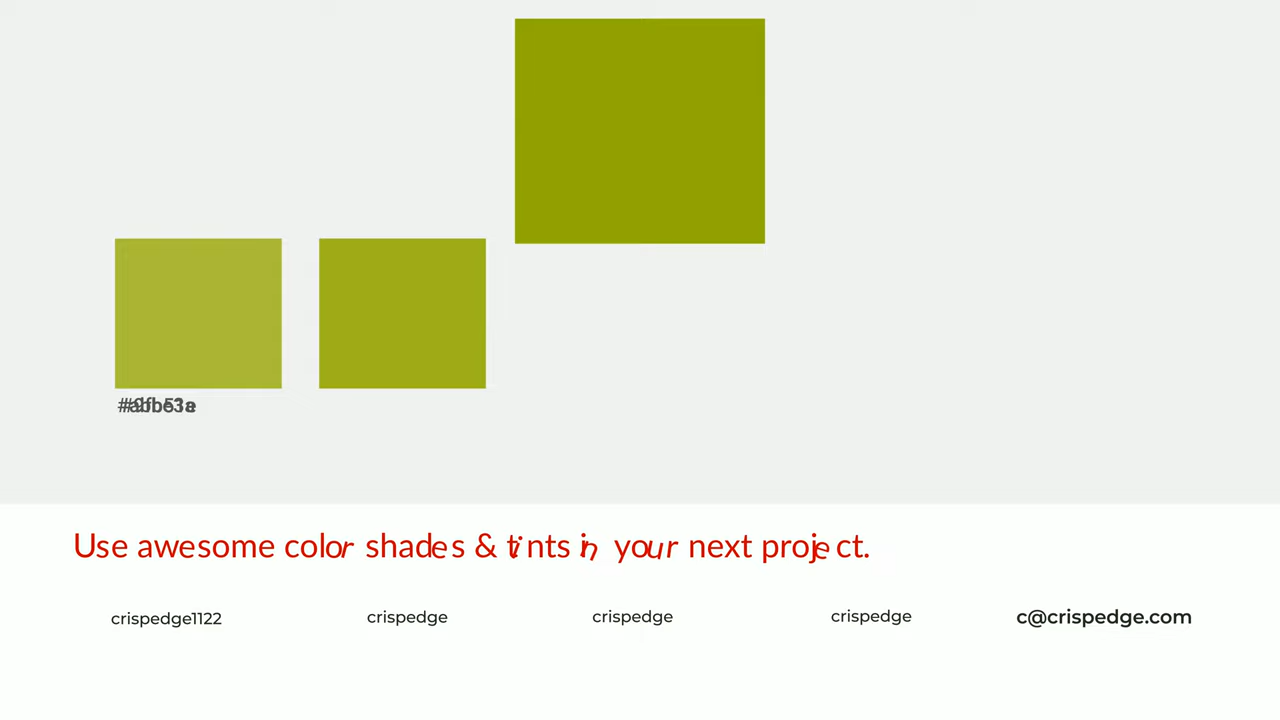 Use awesome color shades & tints in your next project.
crispedge1122 crispedge crispedge crispedge c@crispedge.com